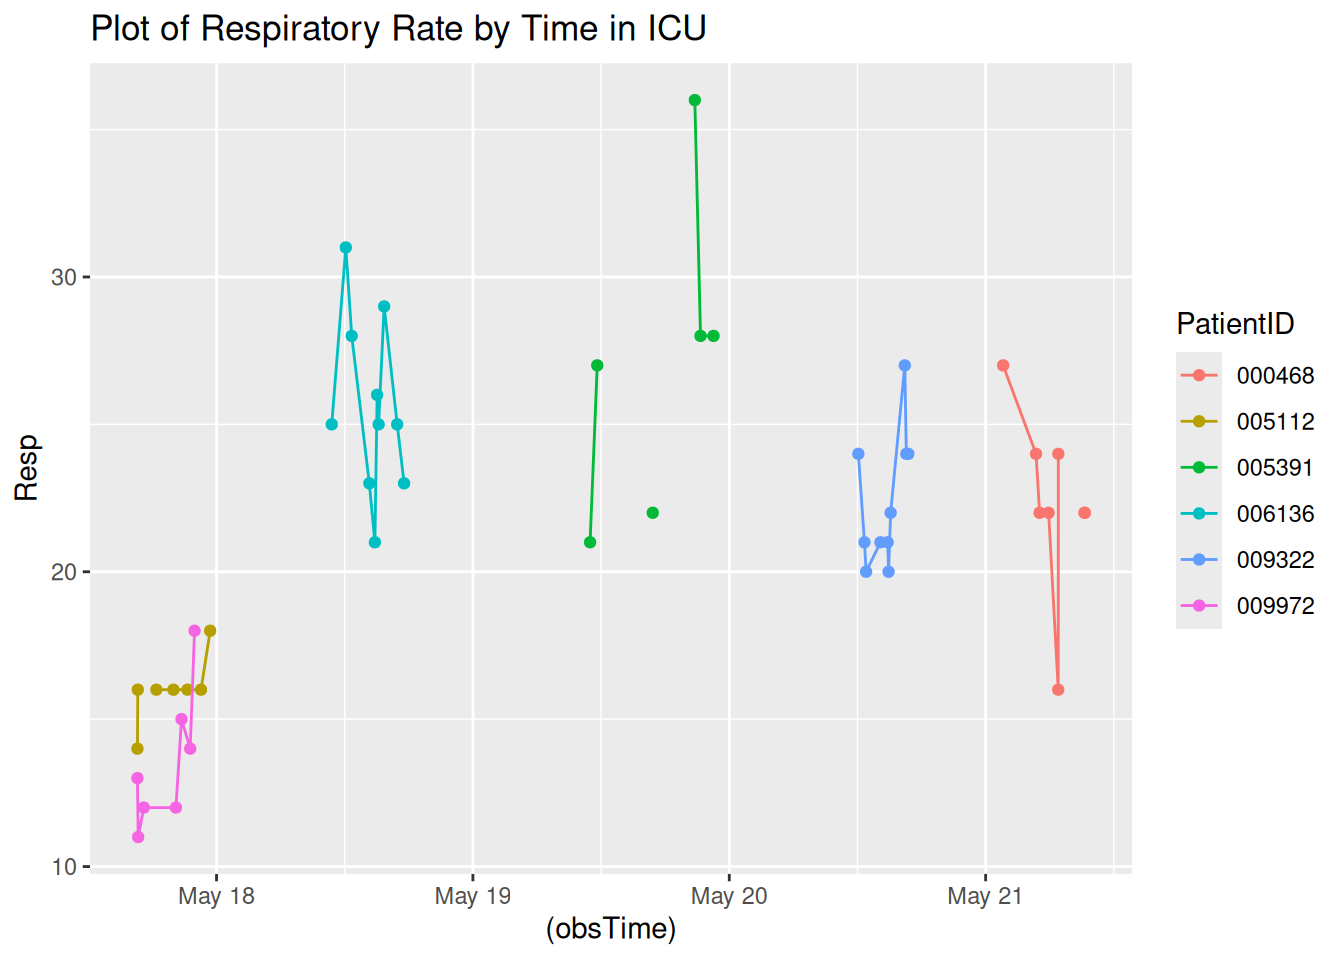 Plot of Respiratory Rate by Time in ICU
Resp
30
20
10
May 18
May 19
May 20
May 21
(obsTime)
PatientID
000468
005112
005391
006136
009322
009972